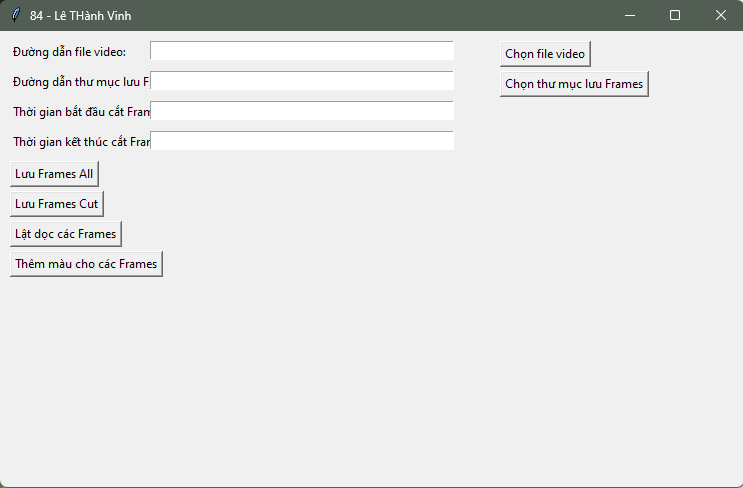 84 - Lê THành Vinh
Đường dẫn file video:
Chọn file video
Đường dẫn thư mục lưu F
Chọn thư mục lưu Frames
Thời gian bắt đầu cắt Fram
Thời gian kết thúc cắt Fram
Lưu Frames All
Lưu Frames Cut
Lật dọc các Frames
Thêm màu cho các Frames